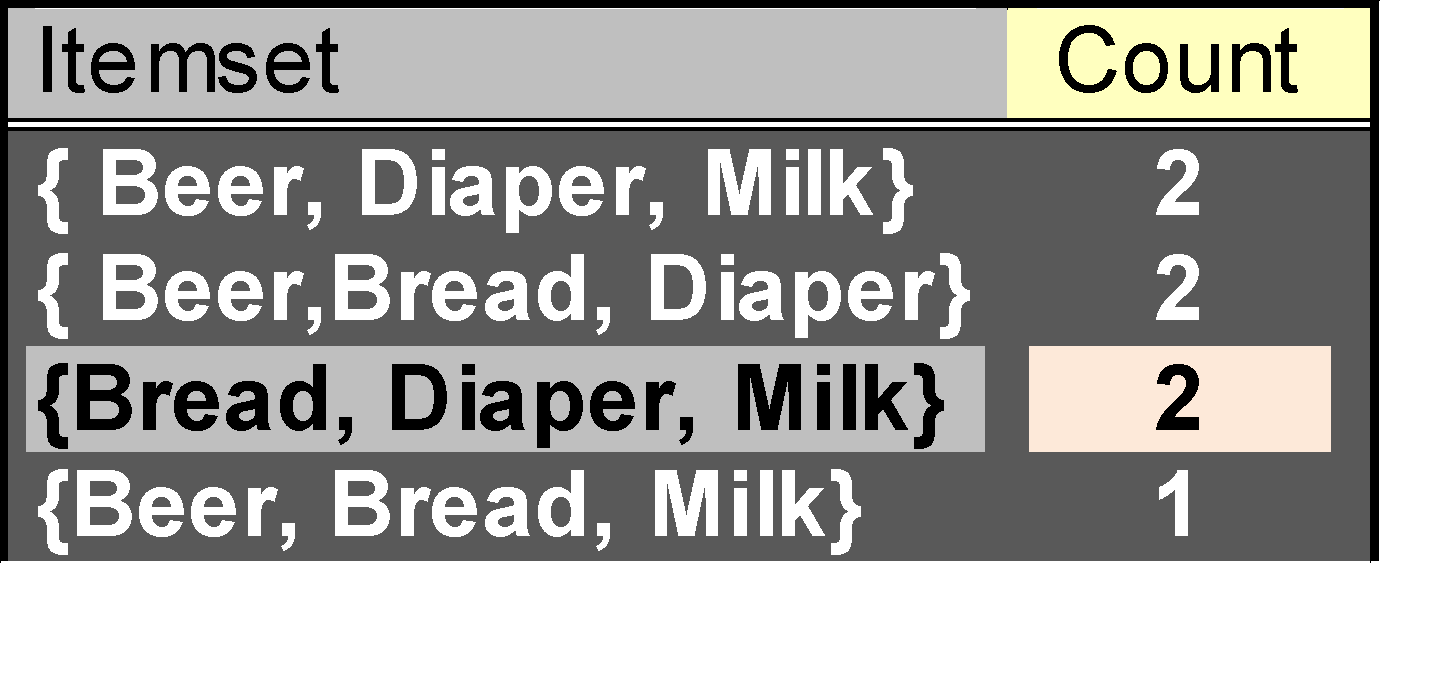 Itemset Count
{ Beer, Diaper, Milk} 2
{ Beer,Bread, Diaper} 2
{Bread, Diaper, Milk} 2
{Beer, Bread, Milk} 1